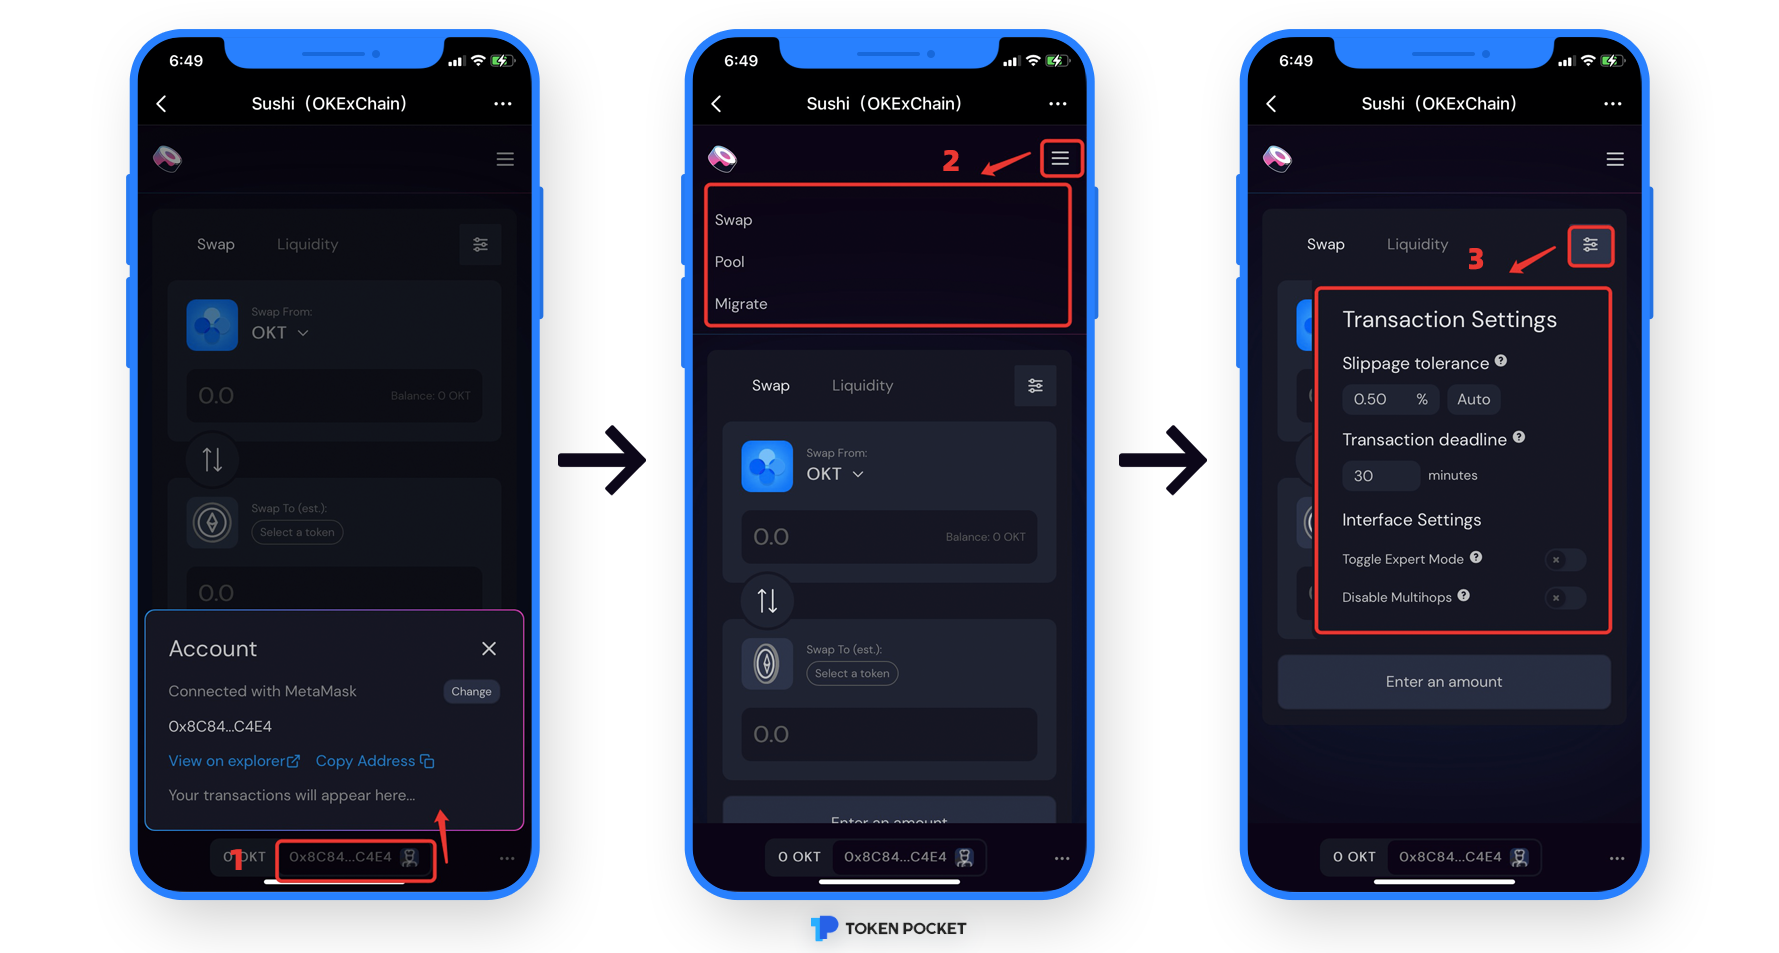 6:49
Sushi（OKExChain）
Swap
Liquidity
Swap From:
OKT
0.0
Balance: 0 OKT
Swap To (est.):
Select a token
0.0
Account
Connected with MetaMask
Change
0x8C84...C4E4
View on explorer
Copy Address
Your transactions will appear here...
1
0 OKT
0x8C84...C4E4
6:49
Sushi（OKExChain）
2
Swap
Pool
Migrate
Swap
Liquidity
Swap From:
OKT
0.0
Balance: 0 OKT
Swap To (est.):
Select a token
0.0
Enter an amount
0 OKT
0x8C84...C4E4
6:49
Sushi（OKExChain）
Swap
Liquidity
3
Transaction Settings
Slippage tolerance ?
0.50 %
Auto
Transaction deadline ?
30
minutes
Interface Settings
Toggle Expert Mode ?
Disable Multihops ?
Enter an amount
0 OKT
0x8C84...C4E4
TOKEN POCKET